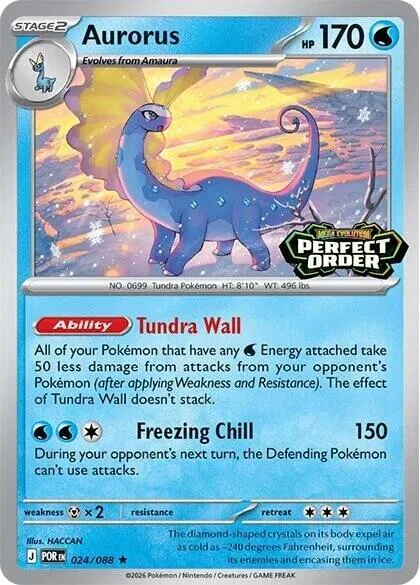 STAGE 2
Aurorus
HP 170
Evolves from Amaura
MEGA EVOLUTION
PERFECT
ORDER
NO. 0699 Tundra Pokémon HT: 8'10" WT: 496 lbs.
Ability Tundra Wall
All of your Pokémon that have any Energy attached take
50 less damage from attacks from your opponent's
Pokémon (after applying Weakness and Resistance). The effect
of Tundra Wall doesn't stack.
Freezing Chill 150
During your opponent's next turn, the Defending Pokémon
can't use attacks.
weakness × 2 resistance retreat
Illus. HACCAN
J POR EN 024/088 ★
The diamond-shaped crystals on its body expel air
as cold as −240 degrees Fahrenheit, surrounding
its enemies and encasing them in ice.
©2026 Pokémon / Nintendo / Creatures / GAME FREAK